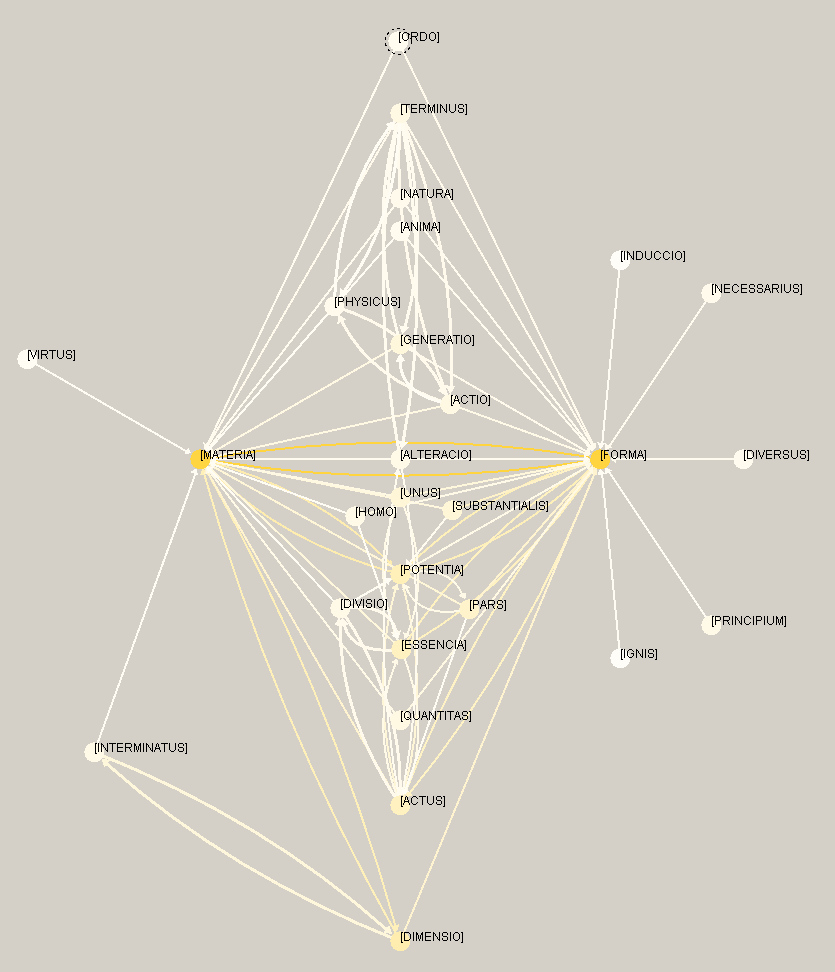 [ORDO]
[TERMINUS]
[NATURA]
[ANIMA]
[INDUCCIO]
[NECESSARIUS]
[PHYSICUS]
[GENERATIO]
[VIRTUS]
[ACTIO]
[MATERIA]
[ALTERACIO]
[FORMA]
[DIVERSUS]
[UNUS]
[HOMO]
[SUBSTANTIALIS]
[POTENTIA]
[DIVISIO]
[PARS]
[PRINCIPIUM]
[ESSENCIA]
[IGNIS]
[QUANTITAS]
[INTERMINATUS]
[ACTUS]
[DIMENSIO]